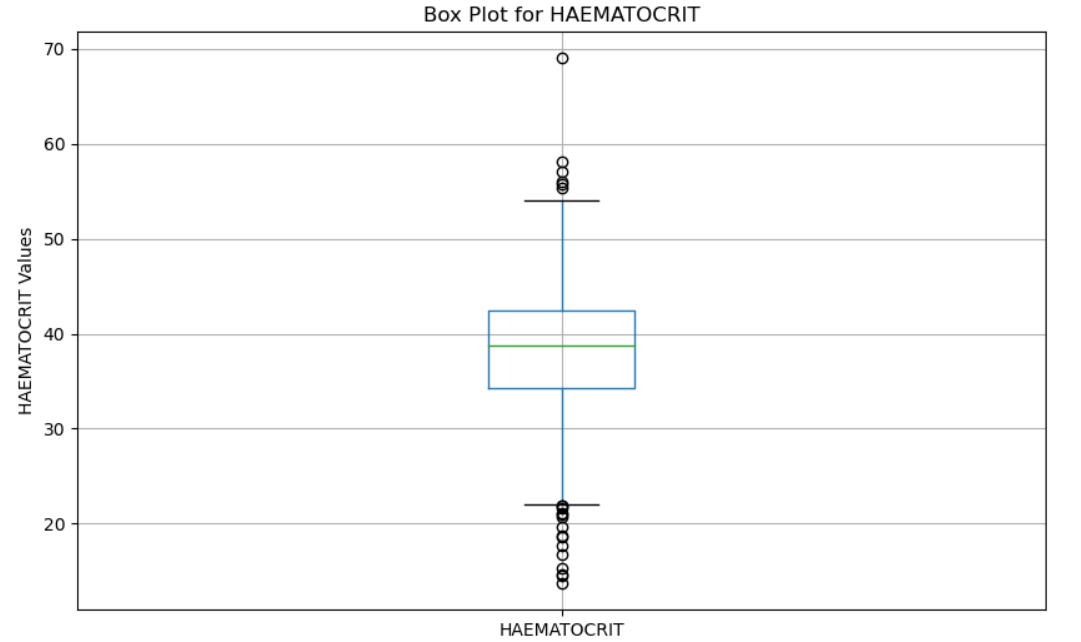 Box Plot for HAEMATOCRIT
70
60
50
40
30
20
HAEMATOCRIT Values
HAEMATOCRIT